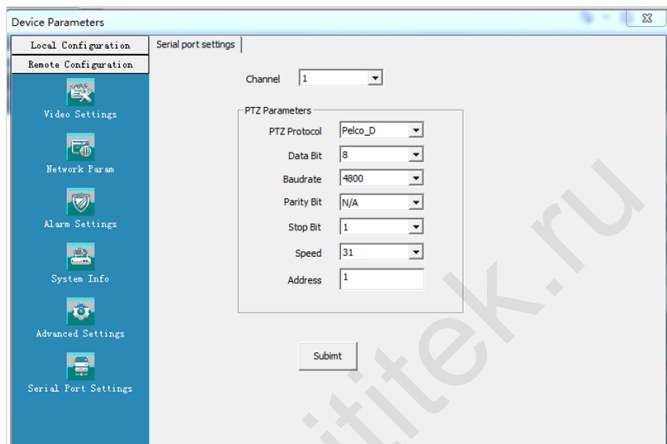 Device Parameters
Local Configuration
Remote Configuration
Video Settings
Network Param
Alarm Settings
System Info
Advanced Settings
Serial Port Settings
Serial port settings
Channel 1
PTZ Parameters
PTZ Protocol Pelco_D
Data Bit 8
Baudrate 4800
Parity Bit N/A
Stop Bit 1
Speed 31
Address 1
Subimt
ititek.ru